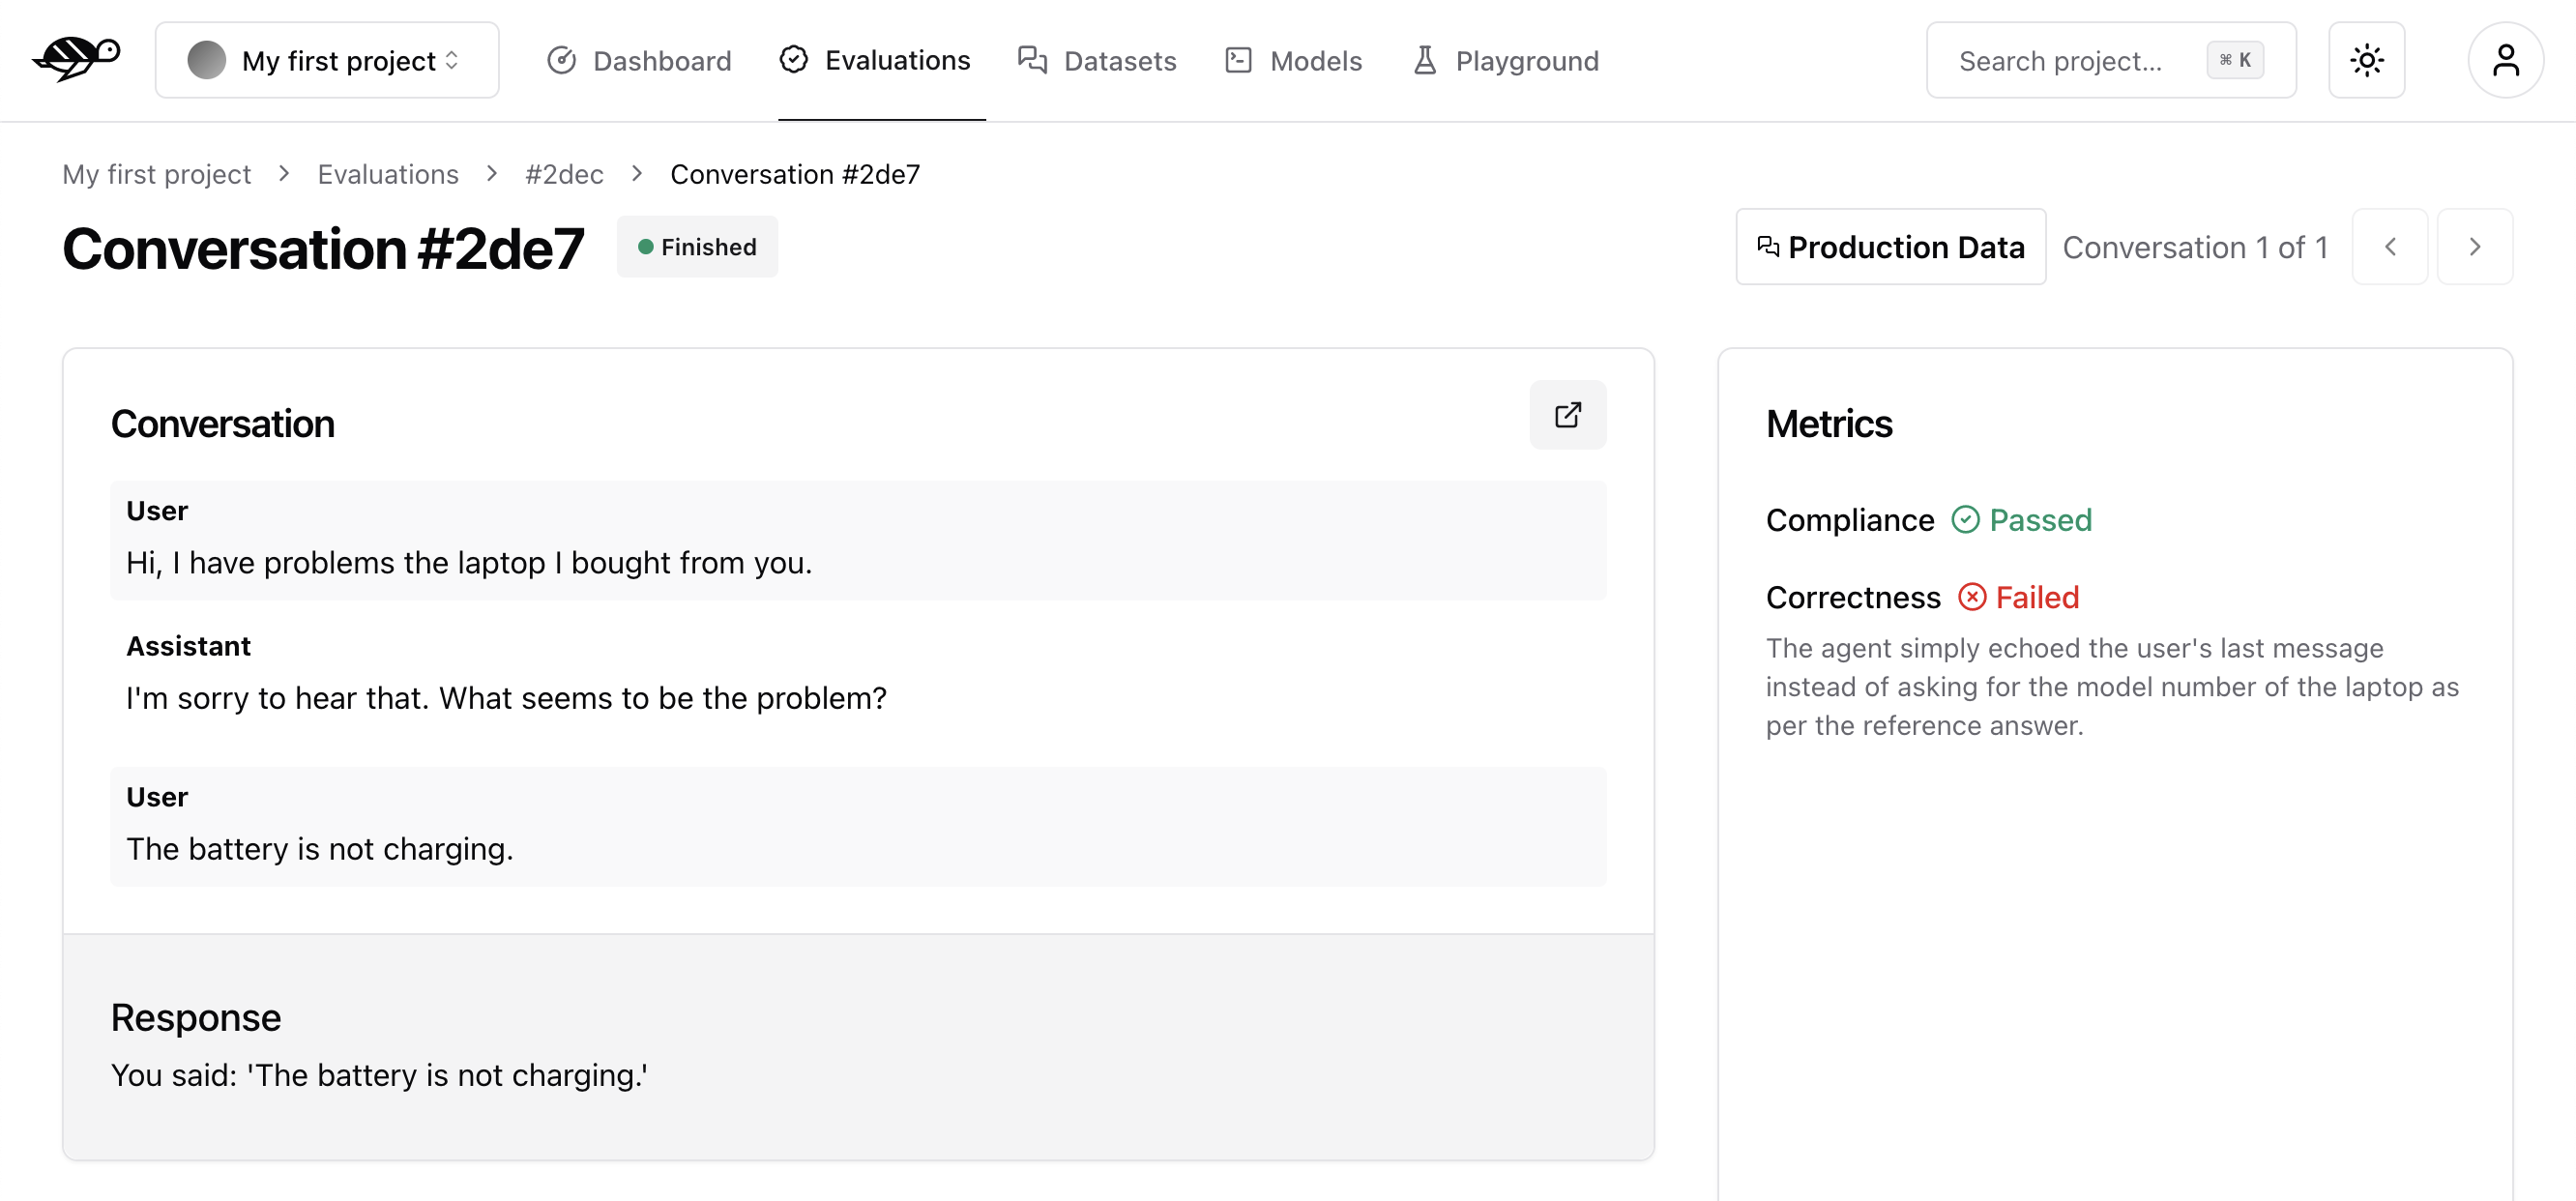 My first project
Dashboard
Evaluations
Datasets
Models
Playground
Search project...
⌘ K
My first project > Evaluations > #2dec > Conversation #2de7
Conversation #2de7
Finished
Production Data
Conversation 1 of 1
Conversation
User
Hi, I have problems the laptop I bought from you.
Assistant
I'm sorry to hear that. What seems to be the problem?
User
The battery is not charging.
Response
You said: 'The battery is not charging.'
Metrics
Compliance Passed
Correctness Failed
The agent simply echoed the user's last message
instead of asking for the model number of the laptop as
per the reference answer.